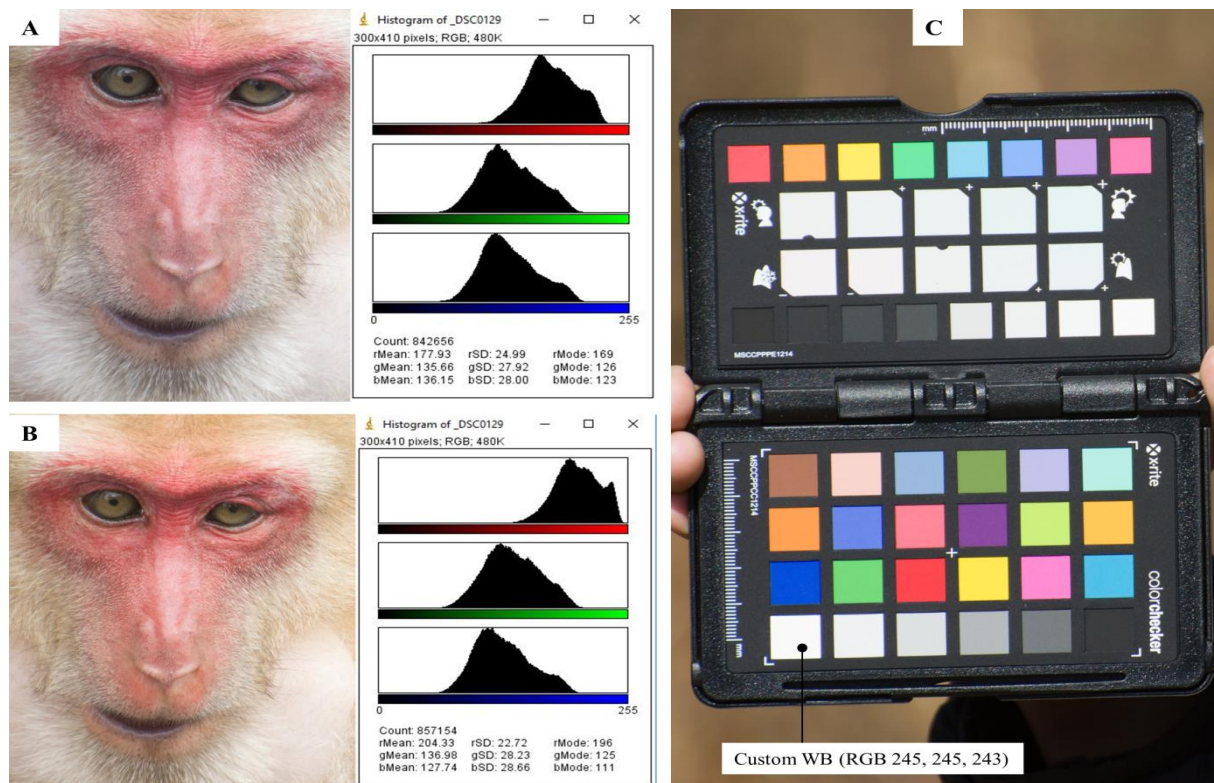 A
Histogram of _DSC0129
300x410 pixels; RGB; 480K
0 255
Count: 842656
rMean: 177.93 rSD: 24.99 rMode: 169
gMean: 135.66 gSD: 27.92 gMode: 126
bMean: 136.15 bSD: 28.00 bMode: 123
B
Histogram of _DSC0129
300x410 pixels; RGB; 480K
0 255
Count: 857154
rMean: 204.33 rSD: 22.72 rMode: 196
gMean: 136.98 gSD: 28.23 gMode: 125
bMean: 127.74 bSD: 28.66 bMode: 111
C
mm
x-rite
MSCCPPPE1214
MSCCPPCC1214
x-rite
colorchecker
mm
Custom WB (RGB 245, 245, 243)